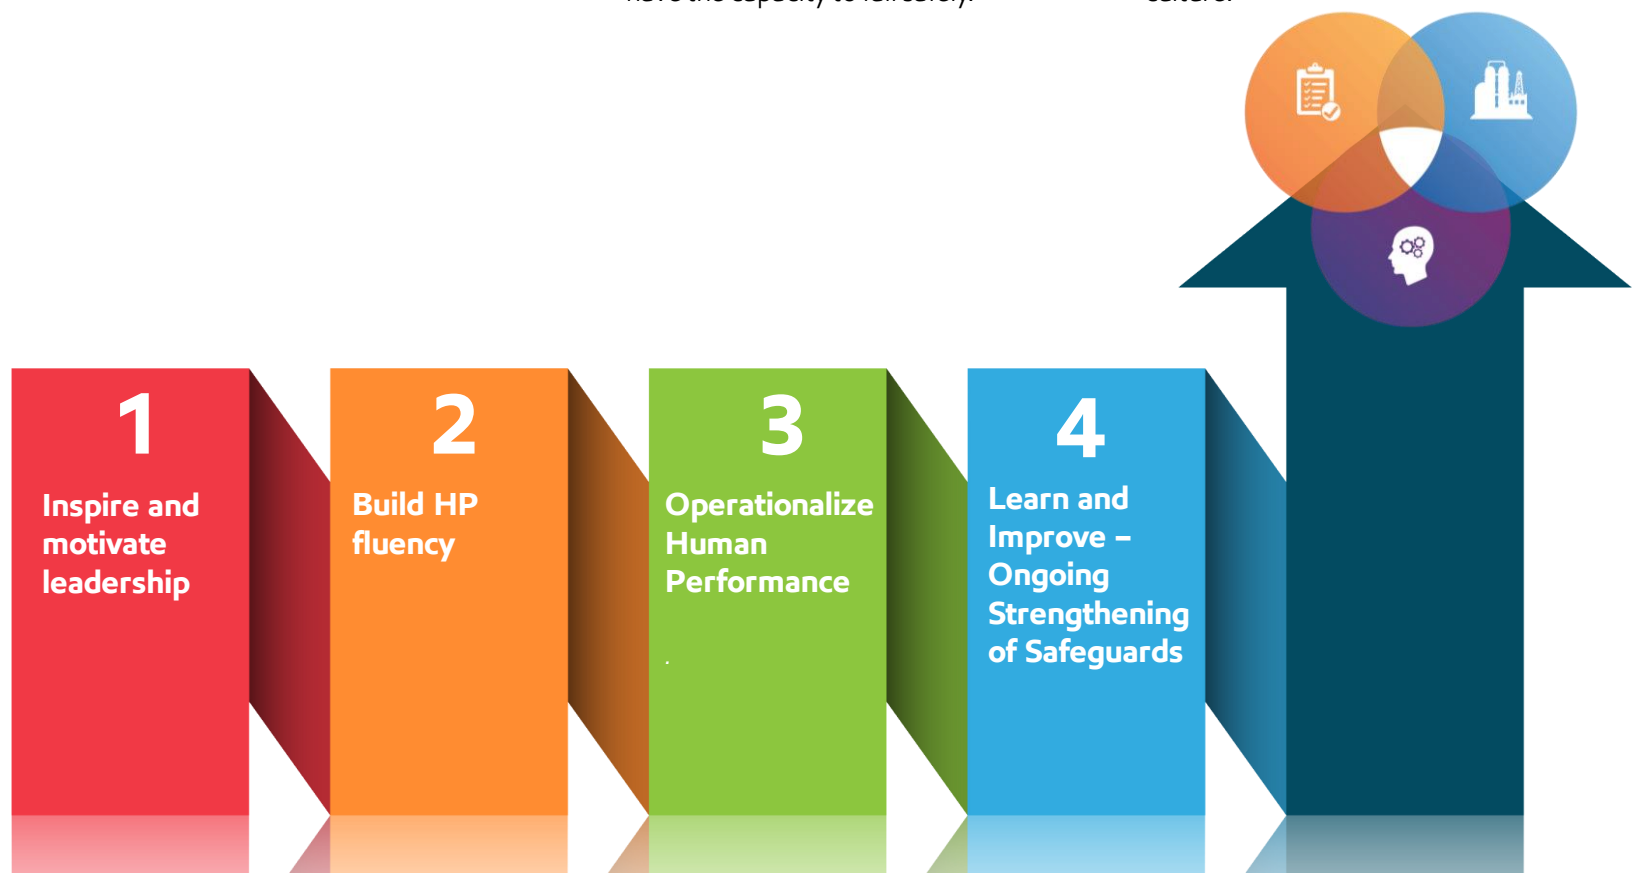 1
Inspire and
motivate
leadership
2
Build HP
fluency
3
Operationalize
Human
Performance
.
4
Learn and
Improve –
Ongoing
Strengthening
of Safeguards